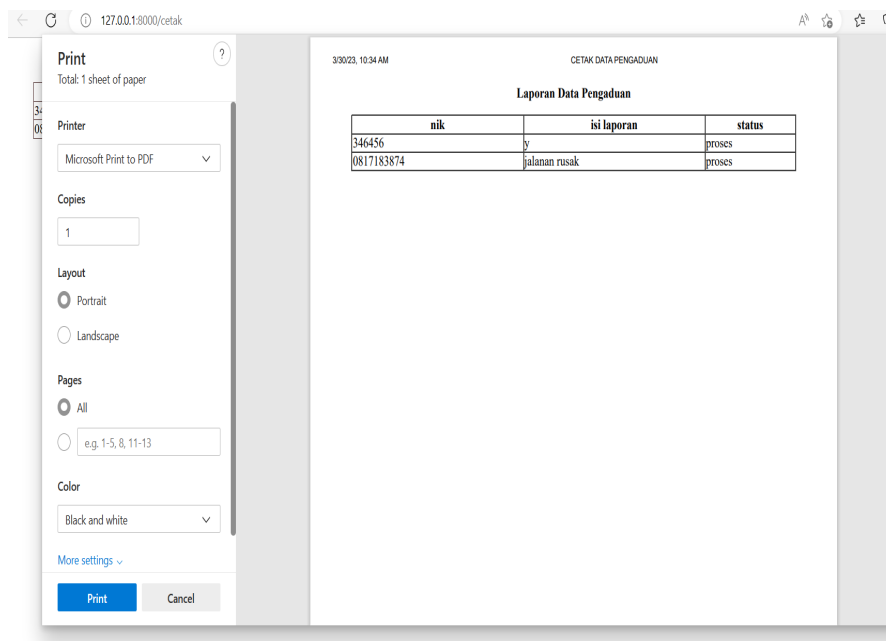 127.0.0.1:8000/cetak
Print
?
Total: 1 sheet of paper
Printer
Microsoft Print to PDF
Copies
1
Layout
Portrait
Landscape
Pages
All
e.g. 1-5, 8, 11-13
Color
Black and white
More settings
Print Cancel
3/30/23, 10:34 AM CETAK DATA PENGADUAN
Laporan Data Pengaduan
nik isi laporan status
346456 y proses
0817183874 jalanan rusak proses